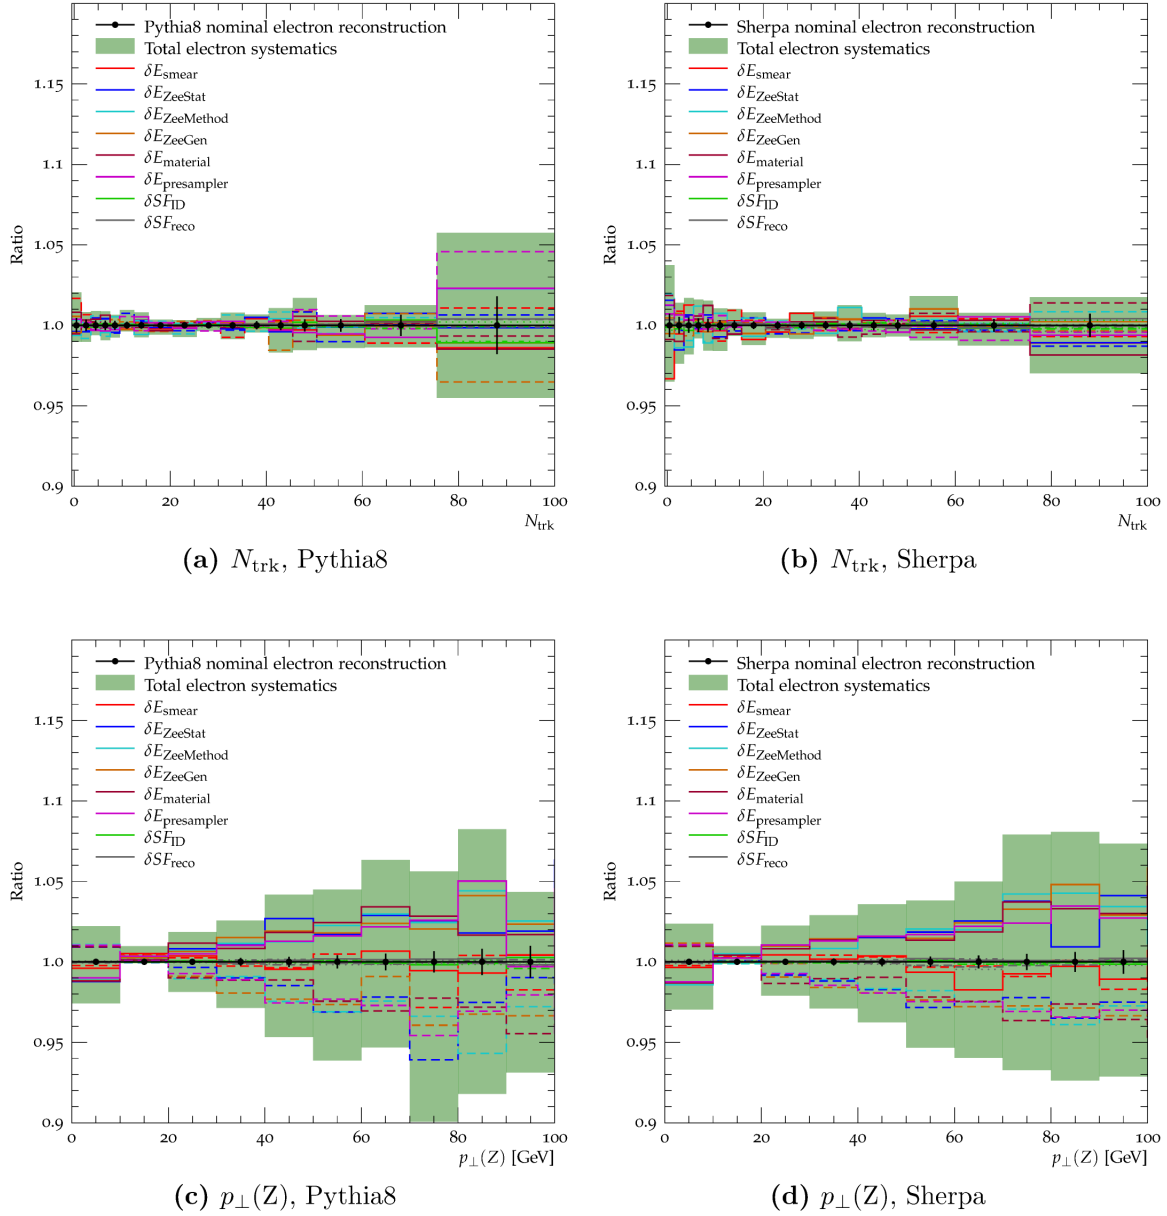 Pythia8 nominal electron reconstruction
Total electron systematics
δE_smear
δE_ZeeStat
δE_ZeeMethod
δE_ZeeGen
δE_material
δE_presampler
δSF_ID
δSF_reco
Ratio
1.15
1.1
1.05
1.0
0.95
0.9
0 20 40 60 80 100
N_trk
(a) N_trk, Pythia8
Sherpa nominal electron reconstruction
Total electron systematics
δE_smear
δE_ZeeStat
δE_ZeeMethod
δE_ZeeGen
δE_material
δE_presampler
δSF_ID
δSF_reco
Ratio
1.15
1.1
1.05
1.0
0.95
0.9
0 20 40 60 80 100
N_trk
(b) N_trk, Sherpa
Pythia8 nominal electron reconstruction
Total electron systematics
δE_smear
δE_ZeeStat
δE_ZeeMethod
δE_ZeeGen
δE_material
δE_presampler
δSF_ID
δSF_reco
Ratio
1.15
1.1
1.05
1.0
0.95
0.9
0 20 40 60 80 100
p⊥(Z) [GeV]
(c) p⊥(Z), Pythia8
Sherpa nominal electron reconstruction
Total electron systematics
δE_smear
δE_ZeeStat
δE_ZeeMethod
δE_ZeeGen
δE_material
δE_presampler
δSF_ID
δSF_reco
Ratio
1.15
1.1
1.05
1.0
0.95
0.9
0 20 40 60 80 100
p⊥(Z) [GeV]
(d) p⊥(Z), Sherpa